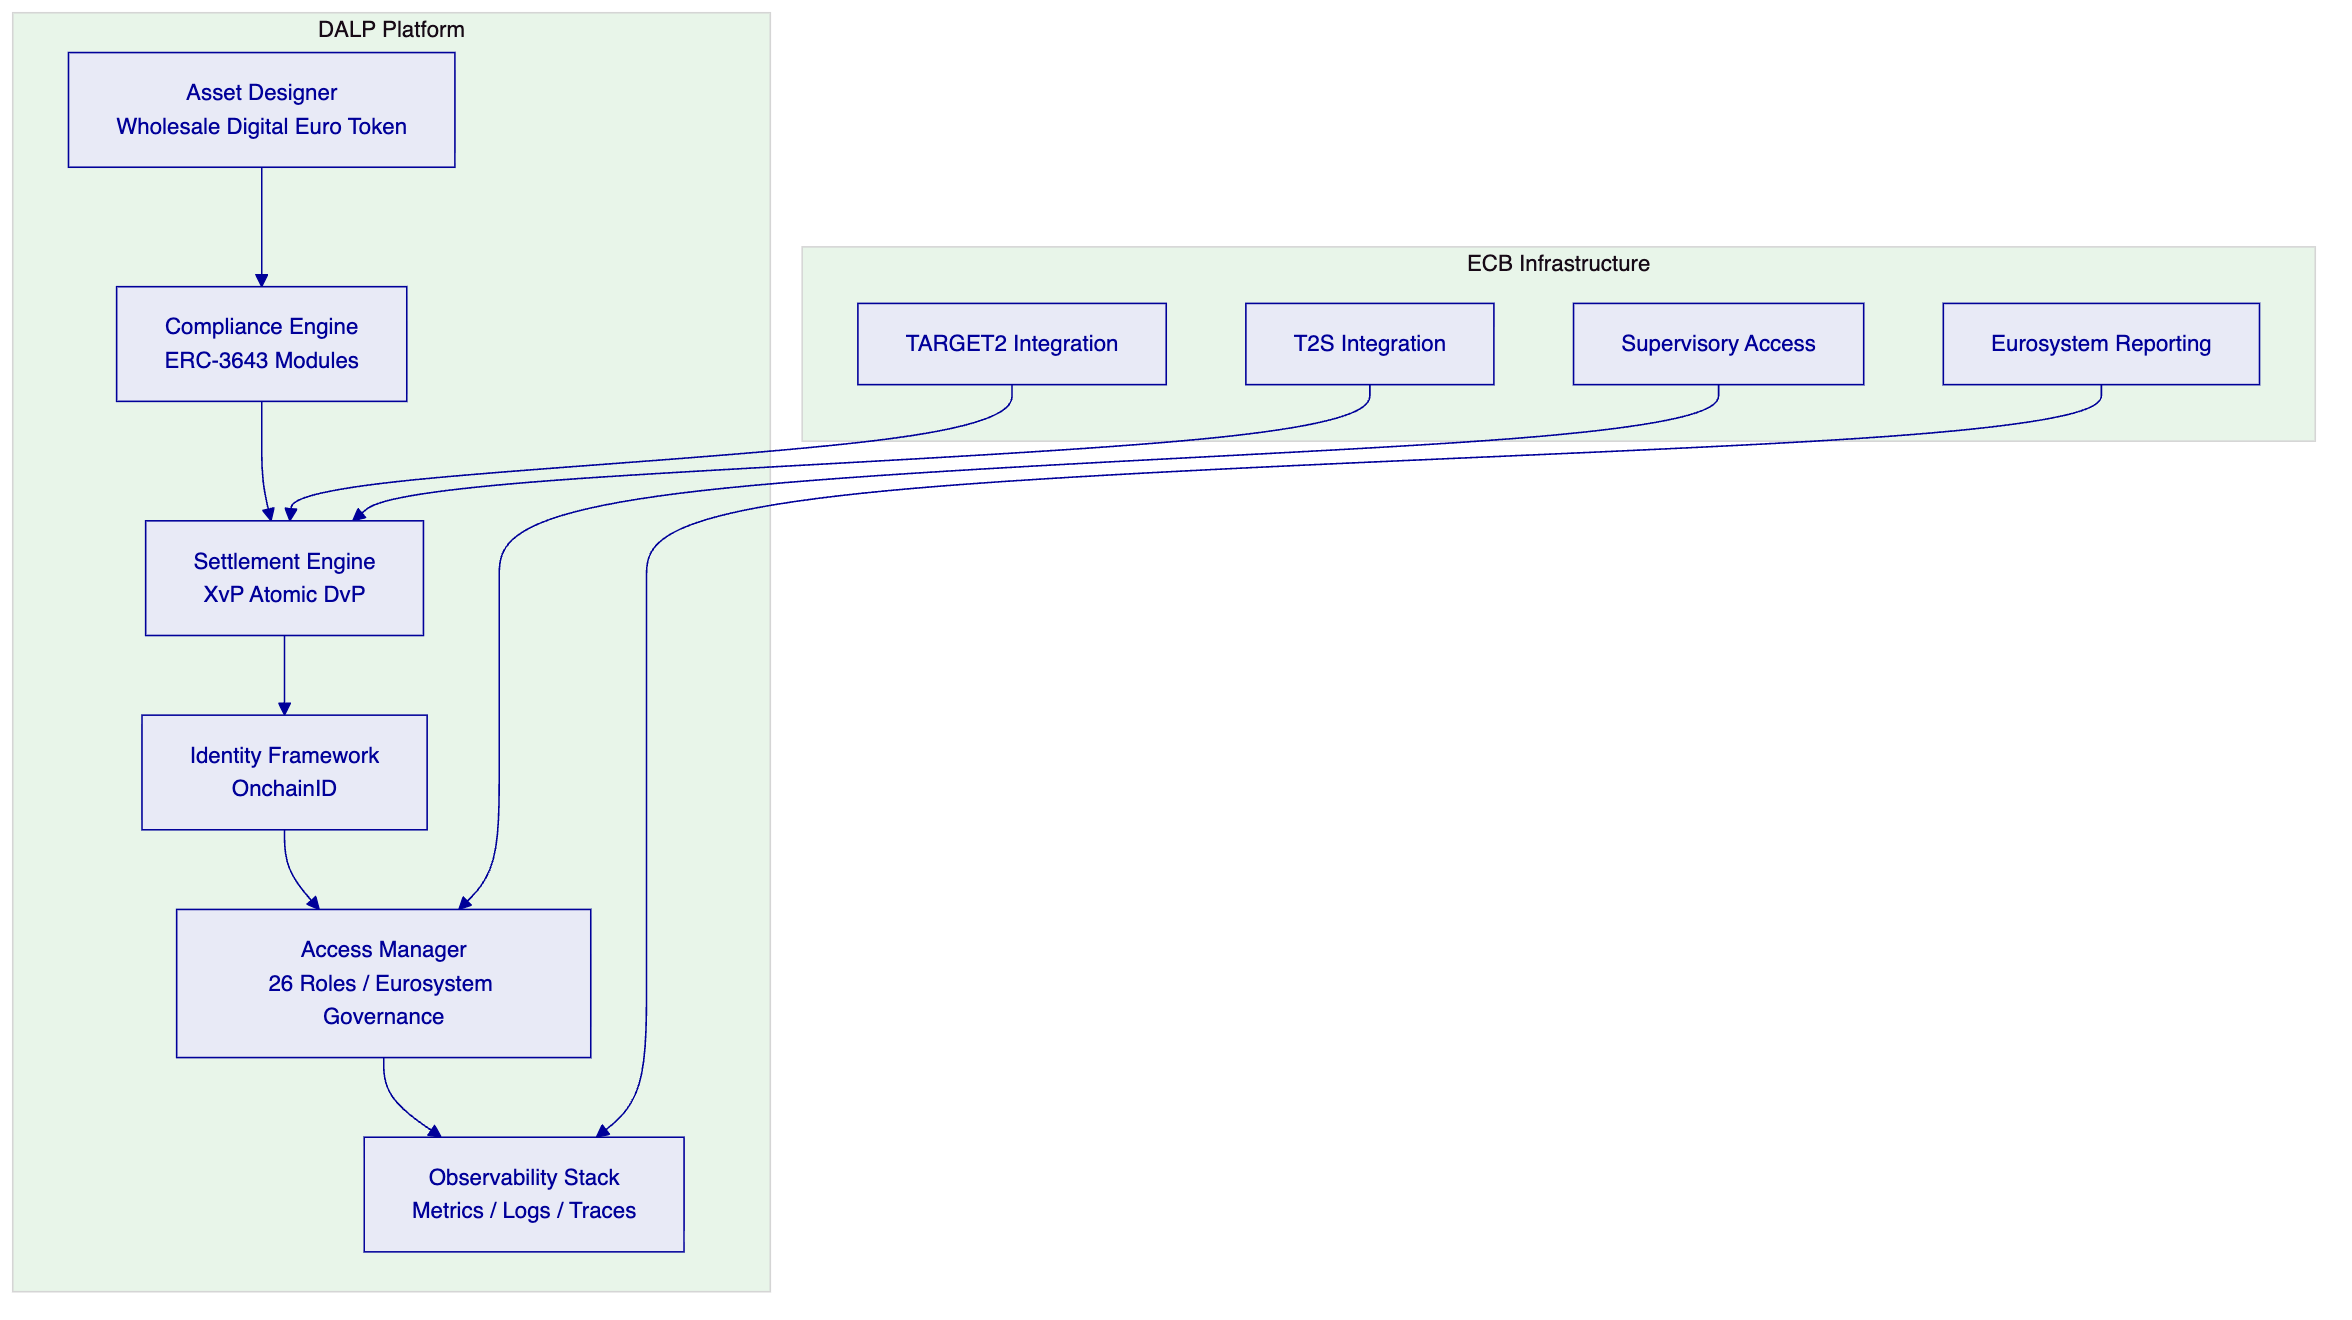 DALP Platform
Asset Designer
Wholesale Digital Euro Token
Compliance Engine
ERC-3643 Modules
Settlement Engine
XvP Atomic DvP
Identity Framework
OnchainID
Access Manager
26 Roles / Eurosystem
Governance
Observability Stack
Metrics / Logs / Traces
ECB Infrastructure
TARGET2 Integration
T2S Integration
Supervisory Access
Eurosystem Reporting